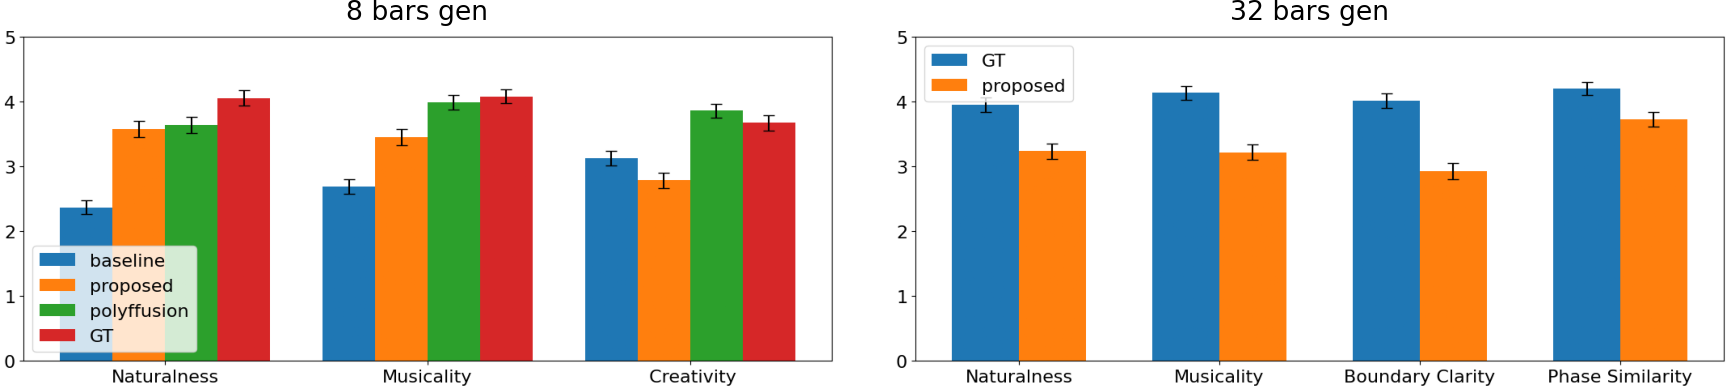 8 bars gen
5
4
3
2
1
0
baseline
proposed
polyffusion
GT
Naturalness
Musicality
Creativity
32 bars gen
5
4
3
2
1
0
GT
proposed
Naturalness
Musicality
Boundary Clarity
Phase Similarity